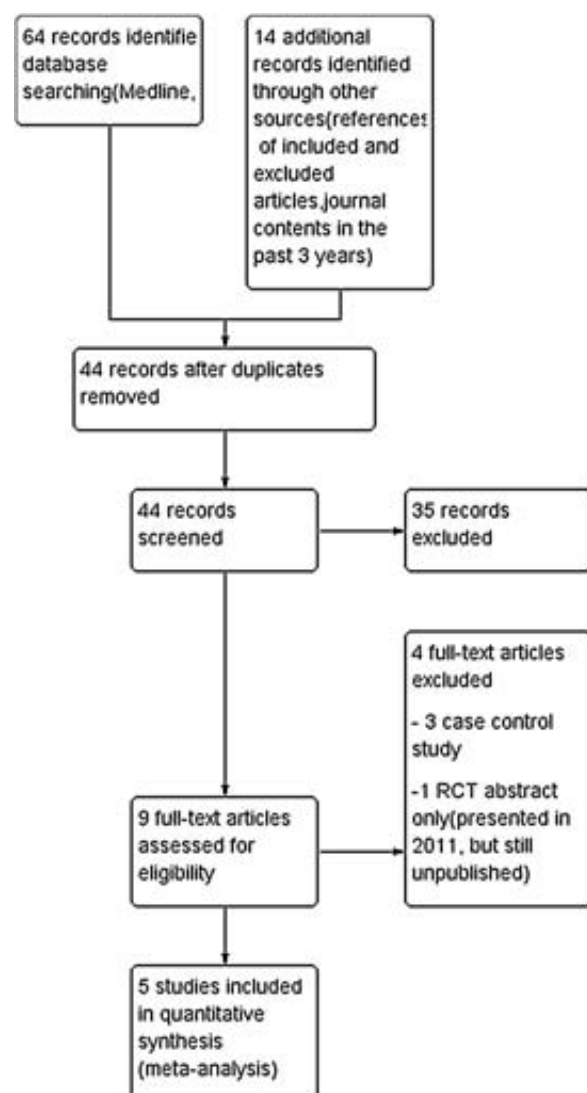 64 records identifie
database
searching(Medline,
14 additional
records identified
through other
sources(references
of included and
excluded
articles,journal
contents in the
past 3 years)
44 records after duplicates
removed
44 records
screened
35 records
excluded
4 full-text articles
excluded
- 3 case control
study
-1 RCT abstract
only(presented in
2011, but still
unpublished)
9 full-text articles
assessed for
eligibility
5 studies included
in quantitative
synthesis
(meta-analysis)